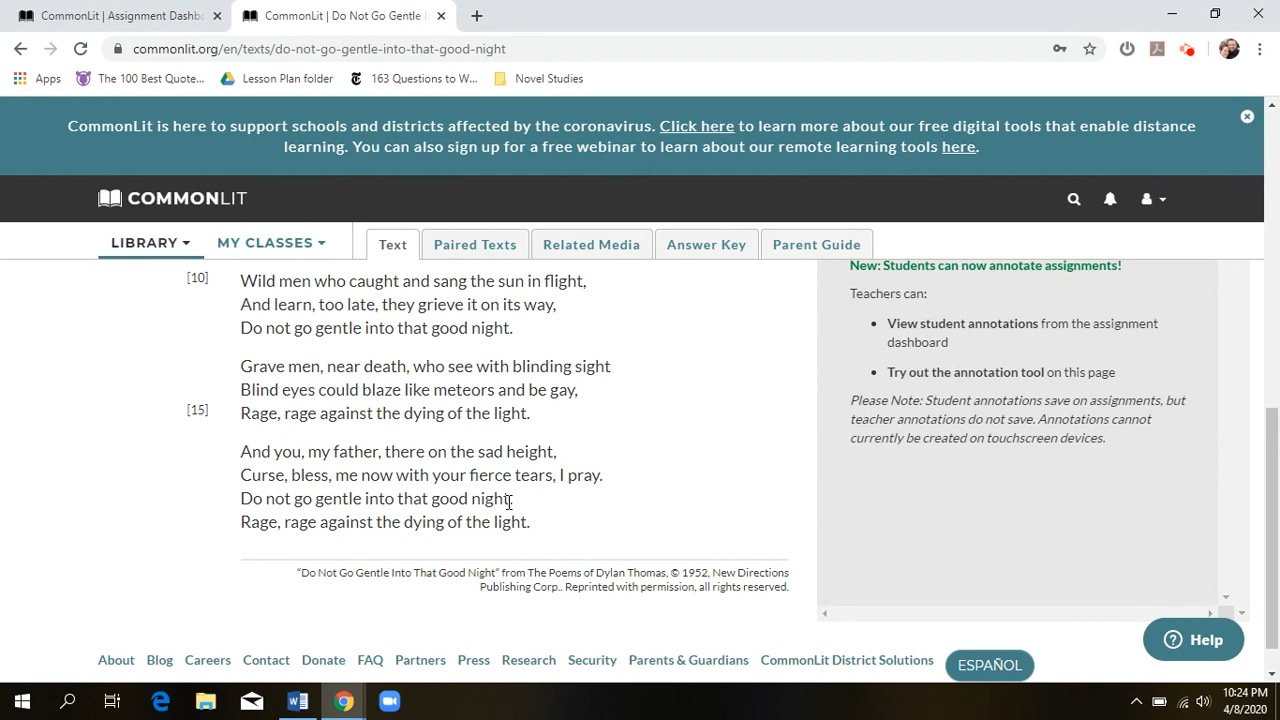 CommonLit | Assignment Dashbo
CommonLit | Do Not Go Gentle I
commonlit.org/en/texts/do-not-go-gentle-into-that-good-night
Apps
The 100 Best Quote...
Lesson Plan folder
163 Questions to W...
Novel Studies
CommonLit is here to support schools and districts affected by the coronavirus. Click here to learn more about our free digital tools that enable distance
learning. You can also sign up for a free webinar to learn about our remote learning tools here.
COMMONLIT
LIBRARY
MY CLASSES
Text
Paired Texts
Related Media
Answer Key
Parent Guide
[10] Wild men who caught and sang the sun in flight,
And learn, too late, they grieve it on its way,
Do not go gentle into that good night.
Grave men, near death, who see with blinding sight
Blind eyes could blaze like meteors and be gay,
[15] Rage, rage against the dying of the light.
And you, my father, there on the sad height,
Curse, bless, me now with your fierce tears, I pray.
Do not go gentle into that good night.
Rage, rage against the dying of the light.
“Do Not Go Gentle Into That Good Night” from The Poems of Dylan Thomas, © 1952, New Directions
Publishing Corp.. Reprinted with permission, all rights reserved.
New: Students can now annotate assignments!
Teachers can:
View student annotations from the assignment
dashboard
Try out the annotation tool on this page
Please Note: Student annotations save on assignments, but
teacher annotations do not save. Annotations cannot
currently be created on touchscreen devices.
Help
About
Blog
Careers
Contact
Donate
FAQ
Partners
Press
Research
Security
Parents & Guardians
CommonLit District Solutions
ESPAÑOL
10:24 PM
4/8/2020